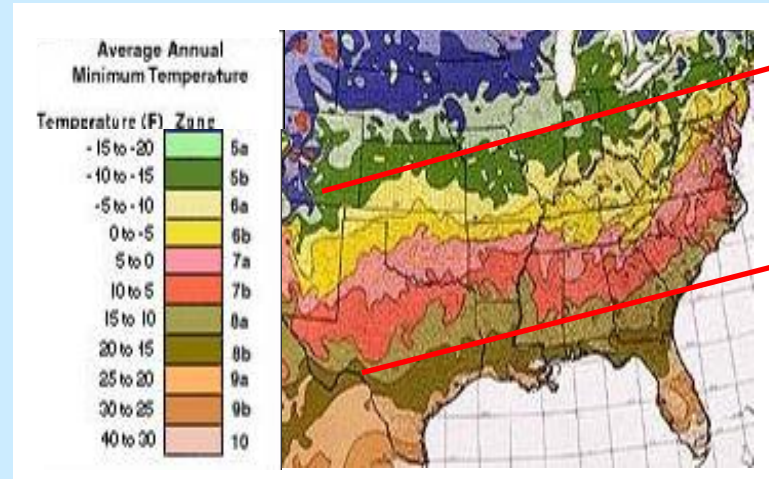 Average Annual
Minimum Temperature
Temperature (F) Zone
-15 to -20 5a
-10 to -15 5b
-5 to -10 6a
0 to -5 6b
5 to 0 7a
10 to 5 7b
15 to 10 8a
20 to 15 8b
25 to 20 9a
30 to 25 9b
40 to 30 10